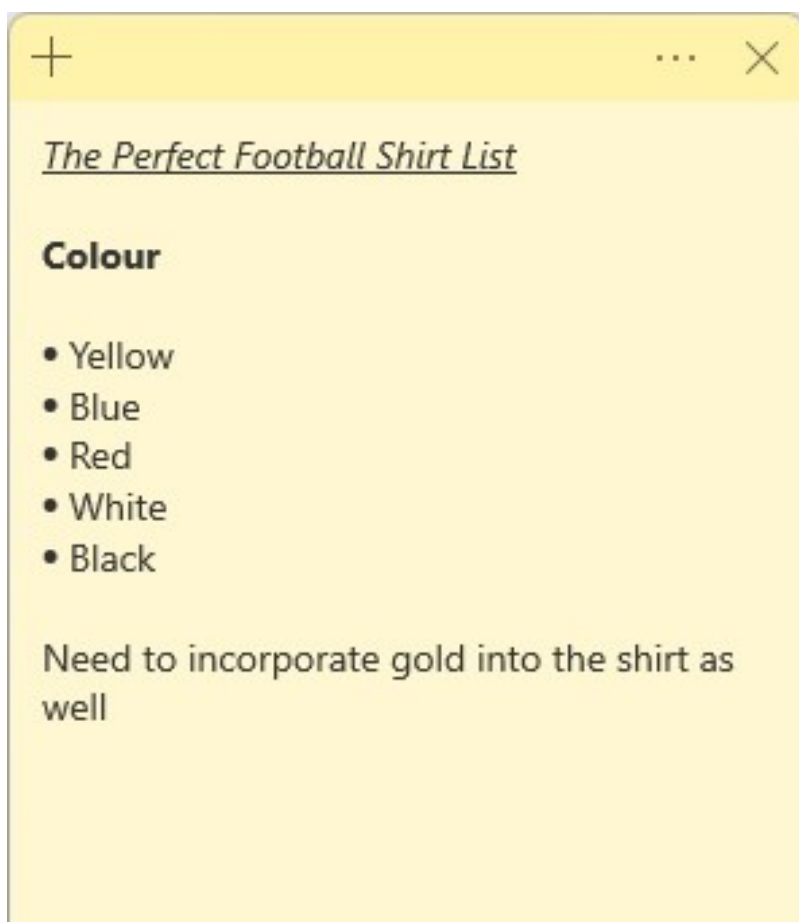 The Perfect Football Shirt List
Colour
• Yellow
• Blue
• Red
• White
• Black
Need to incorporate gold into the shirt as
well